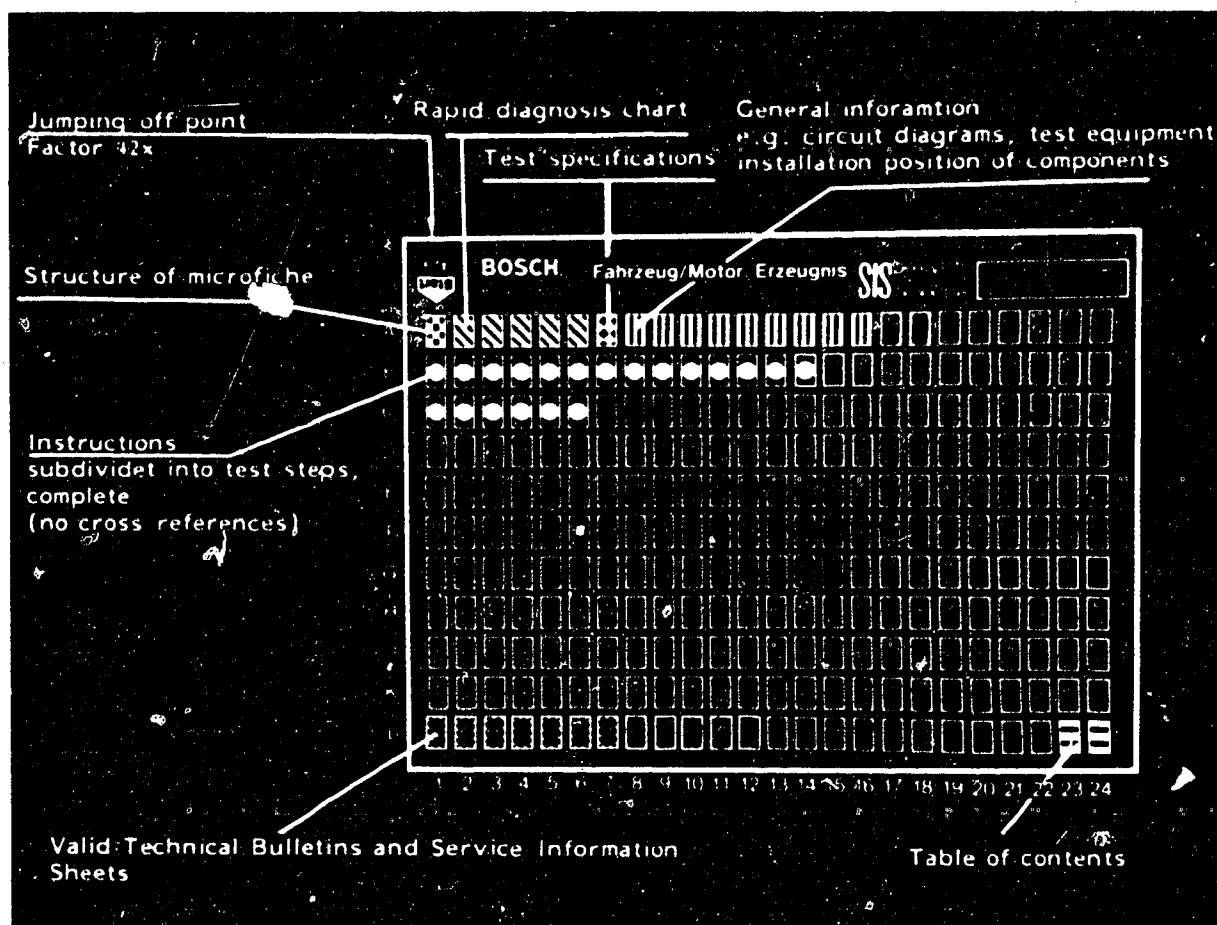 Jumping off point
Factor 42x
Rapid diagnosis chart
Test specifications
General inforamtion
e.g. circuit diagrams, test equipment
installation position of components
Structure of microfiche
BOSCH
Fahrzeug/Motor Erzeugnis
SIS
Instructions
subdividet into test steps,
complete
(no cross references)
1 2 3 4 5 6 7 8 9 10 11 12 13 14 15 16 17 18 19 20 21 22 23 24
Valid Technical Bulletins and Service Information
Sheets
Table of contents